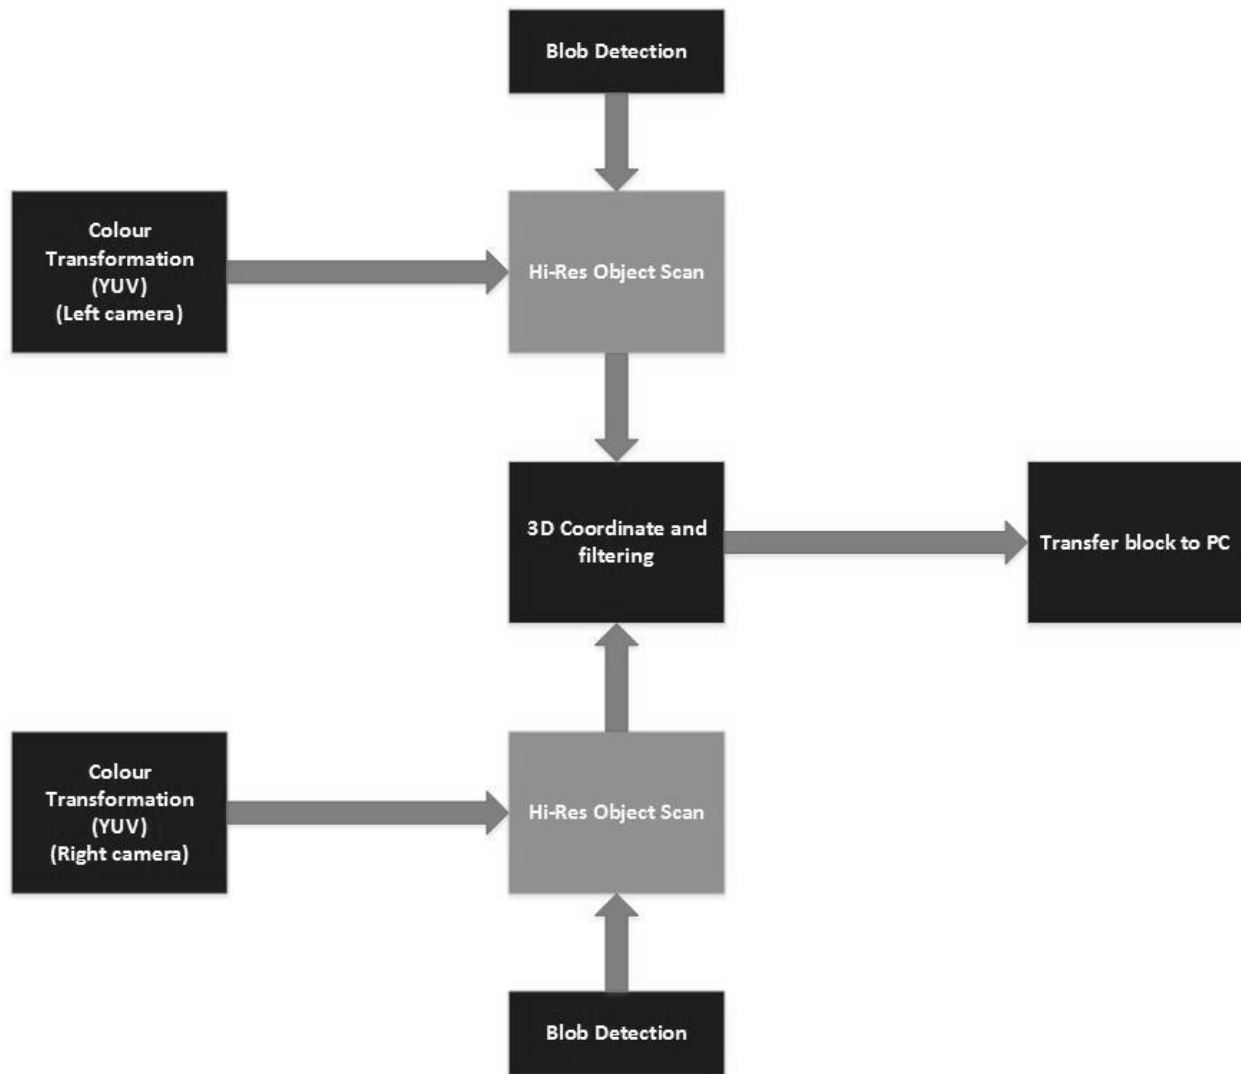 Blob Detection
Colour
Transformation
(YUV)
(Left camera)
Hi-Res Object Scan
3D Coordinate and
filtering
Transfer block to PC
Colour
Transformation
(YUV)
(Right camera)
Hi-Res Object Scan
Blob Detection